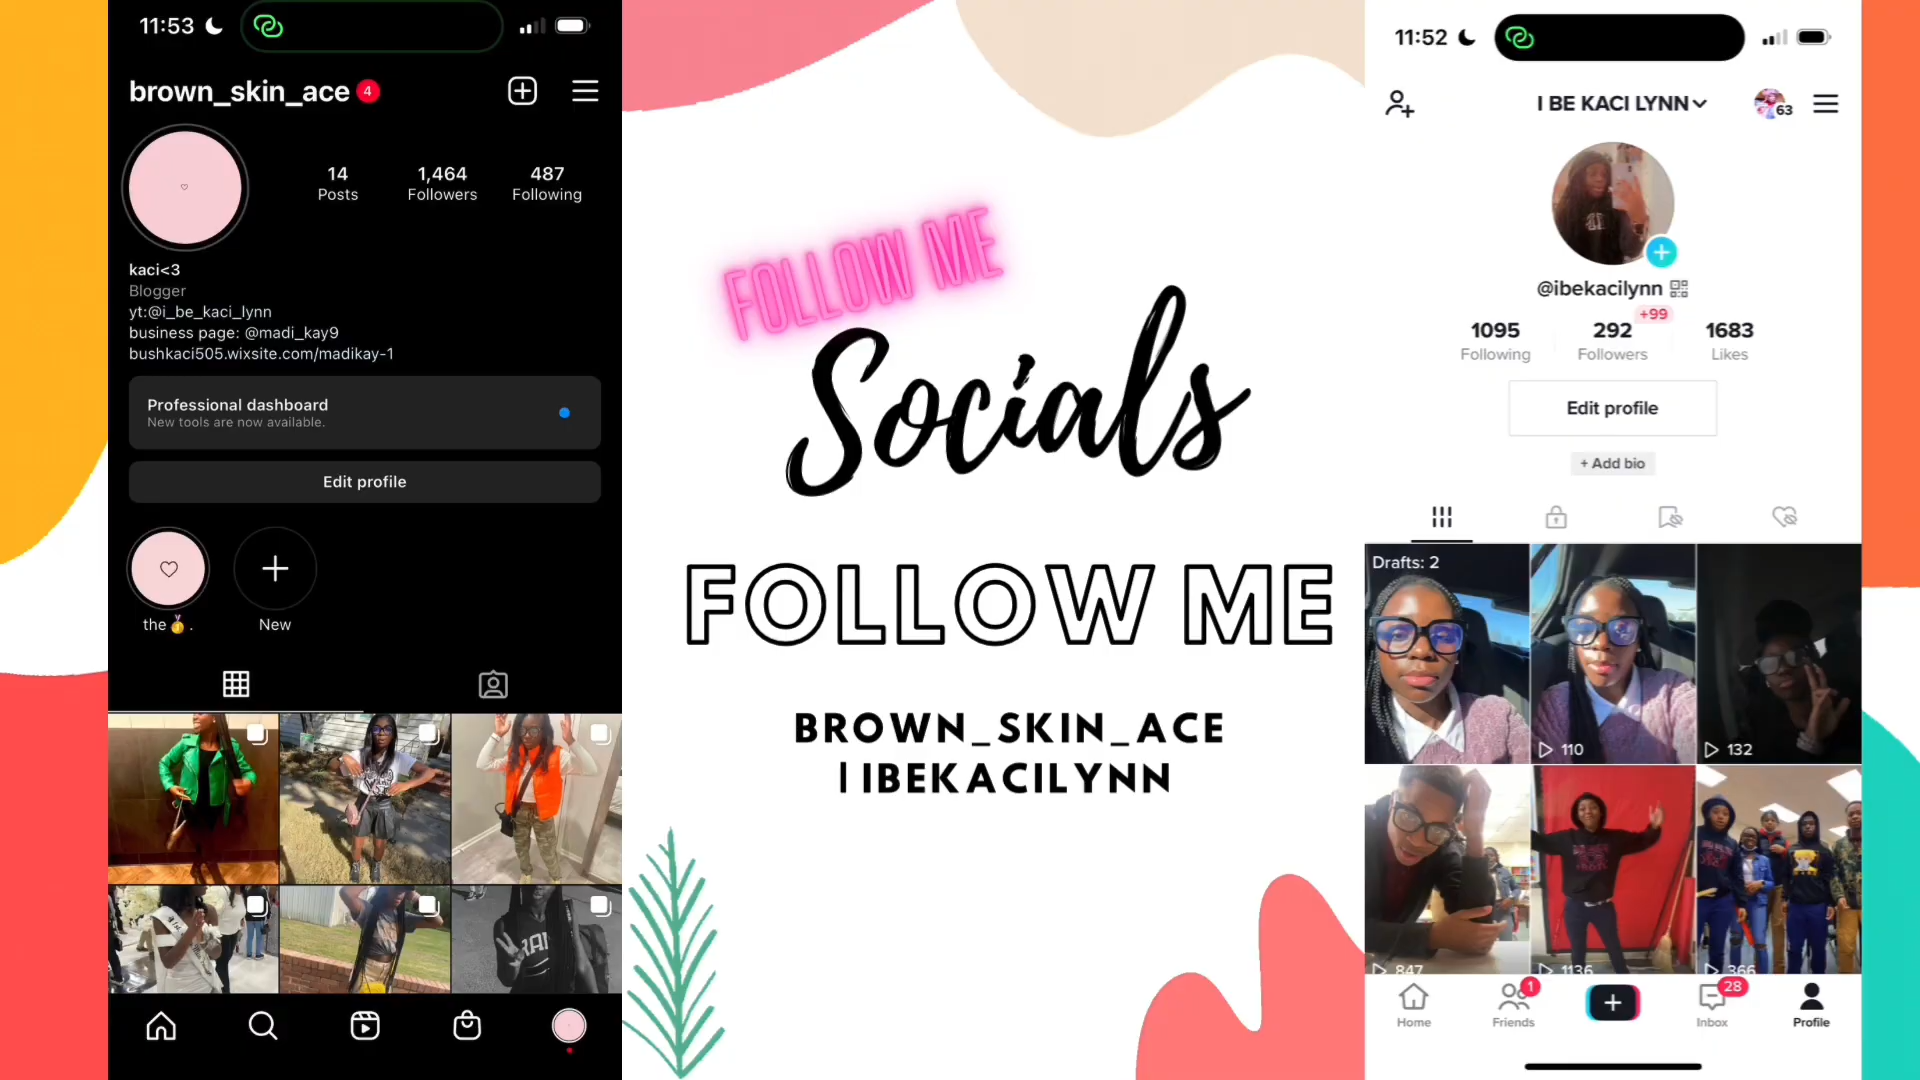 11:53
brown_skin_ace 4
14
Posts
1,464
Followers
487
Following
kaci<3
Blogger
yt:@i_be_kaci_lynn
business page: @madi_kay9
bushkaci505.wixsite.com/madikay-1
Professional dashboard
New tools are now available.
Edit profile
the🥇.
New
FOLLOW ME
Socials
FOLLOW ME
BROWN_SKIN_ACE
|IBEKACILYNN
11:52
I BE KACI LYNN
63
@ibekacilynn
+99
1095
Following
292
Followers
1683
Likes
Edit profile
+ Add bio
Drafts: 2
110
132
847
1136
366
1
28
Home
Friends
Inbox
Profile